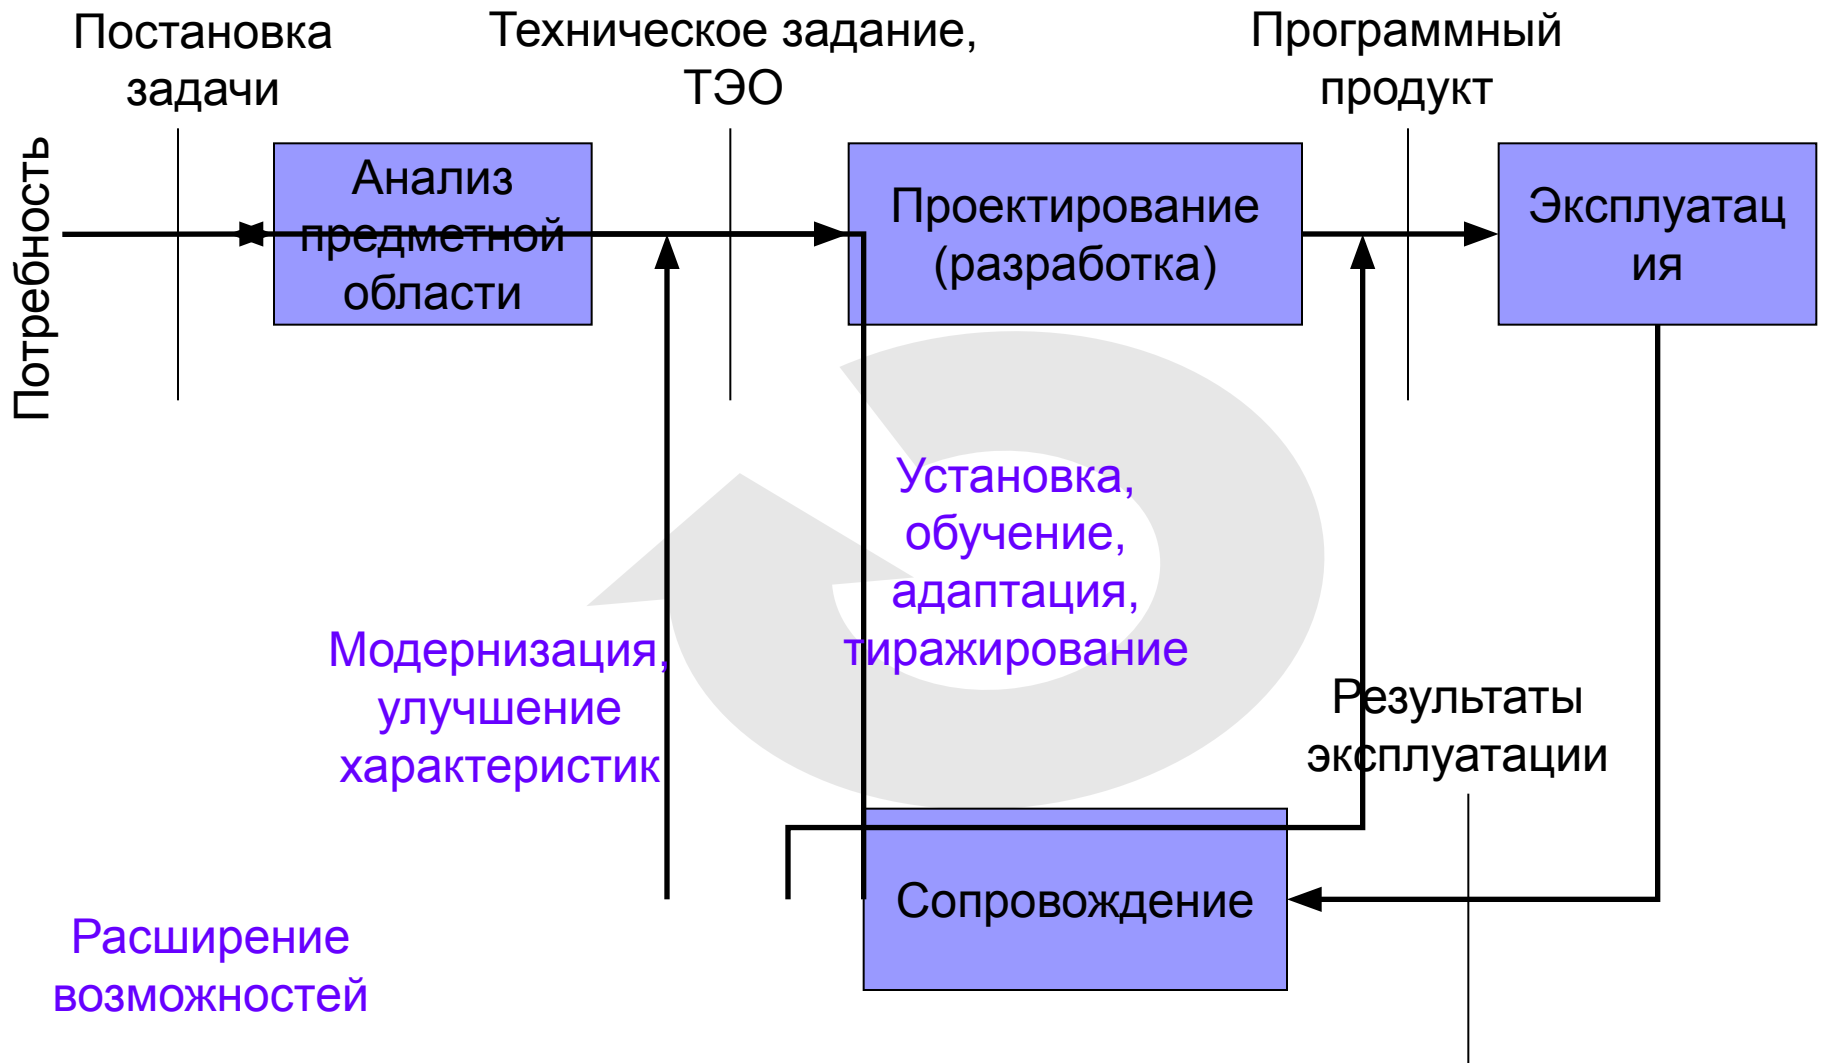 Постановка
задачи
Техническое задание,
ТЭО
Программный
продукт
Потребность
Анализ
предметной
области
Проектирование
(разработка)
Эксплуатац
ия
Установка,
обучение,
адаптация,
тиражирование
Модернизация,
улучшение
характеристик
Результаты
эксплуатации
Сопровождение
Расширение
возможностей